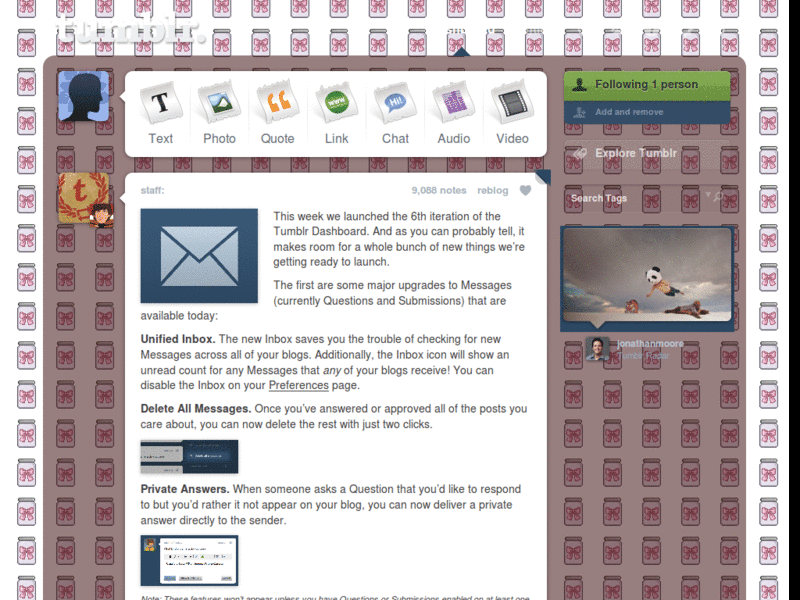 tumblr.
Text Photo Quote Link Chat Audio Video
Following 1 person
Add and remove
Explore Tumblr
Search Tags
jonathanmoore
staff:
9,088 notes reblog
This week we launched the 6th iteration of the
Tumblr Dashboard. And as you can probably tell, it
makes room for a whole bunch of new things we're
getting ready to launch.
The first are some major upgrades to Messages
(currently Questions and Submissions) that are
available today:
Unified Inbox. The new Inbox saves you the trouble of checking for new
Messages across all of your blogs. Additionally, the Inbox icon will show an
unread count for any Messages that any of your blogs receive! You can
disable the Inbox on your Preferences page.
Delete All Messages. Once you've answered or approved all of the posts you
care about, you can now delete the rest with just two clicks.
Private Answers. When someone asks a Question that you'd like to respond
to but you'd rather it not appear on your blog, you can now deliver a private
answer directly to the sender.
Note: These features won't appear unless you have Questions or Submissions enabled on at least one